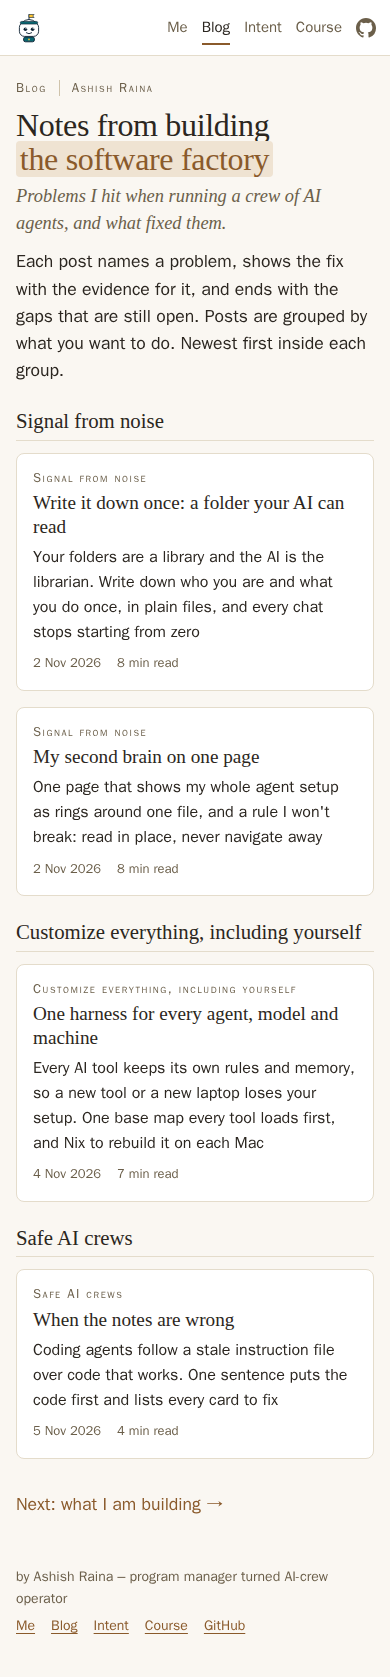 Me Blog Intent Course
Blog Ashish Raina
Notes from building
the software factory
Problems I hit when running a crew of AI
agents, and what fixed them.
Each post names a problem, shows the fix
with the evidence for it, and ends with the
gaps that are still open. Posts are grouped by
what you want to do. Newest first inside each
group.
Signal from noise
Signal from noise
Write it down once: a folder your AI can
read
Your folders are a library and the AI is the
librarian. Write down who you are and what
you do once, in plain files, and every chat
stops starting from zero
2 Nov 2026 8 min read
Signal from noise
My second brain on one page
One page that shows my whole agent setup
as rings around one file, and a rule I won't
break: read in place, never navigate away
2 Nov 2026 8 min read
Customize everything, including yourself
Customize everything, including yourself
One harness for every agent, model and
machine
Every AI tool keeps its own rules and memory,
so a new tool or a new laptop loses your
setup. One base map every tool loads first,
and Nix to rebuild it on each Mac
4 Nov 2026 7 min read
Safe AI crews
Safe AI crews
When the notes are wrong
Coding agents follow a stale instruction file
over code that works. One sentence puts the
code first and lists every card to fix
5 Nov 2026 4 min read
Next: what I am building →
by Ashish Raina – program manager turned AI-crew
operator
Me Blog Intent Course GitHub